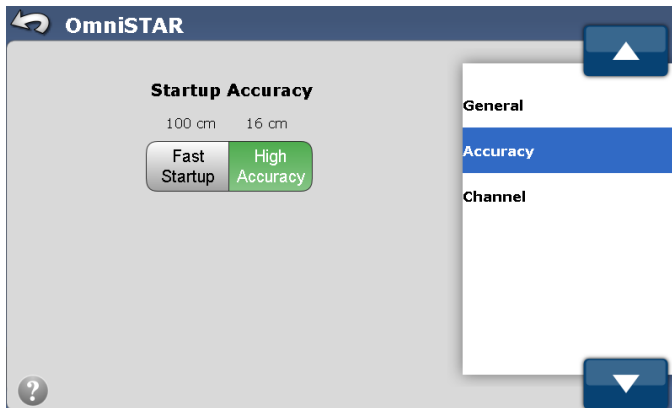 OmniSTAR
Startup Accuracy
100 cm 16 cm
Fast
Startup
High
Accuracy
General
Accuracy
Channel
?